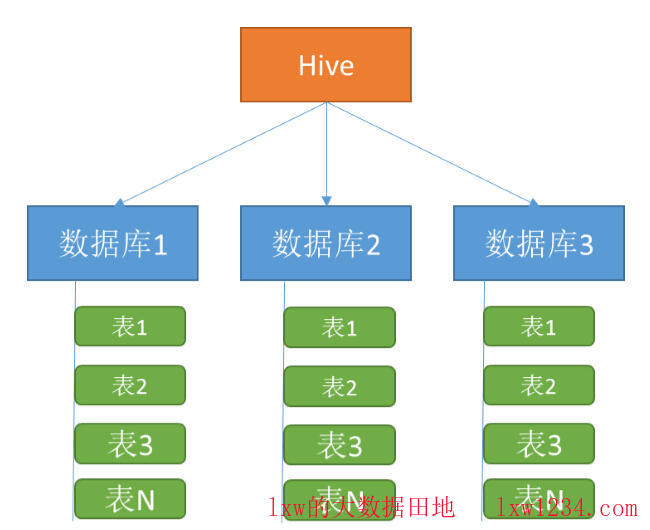 Hive
数据库1 数据库2 数据库3
表1 表1 表1
表2 表2 表2
表3 表3 表3
表N 表N 表N
lxw的大数据田地 lxw1234.com